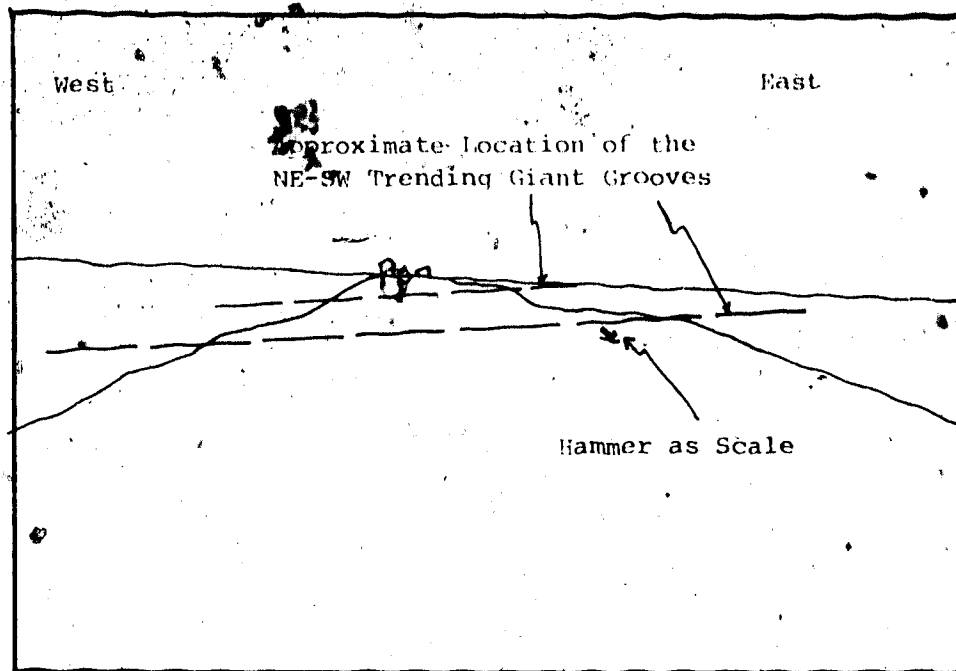 West
East
Approximate Location of the
NE-SW Trending Giant Grooves
Hammer as Scale